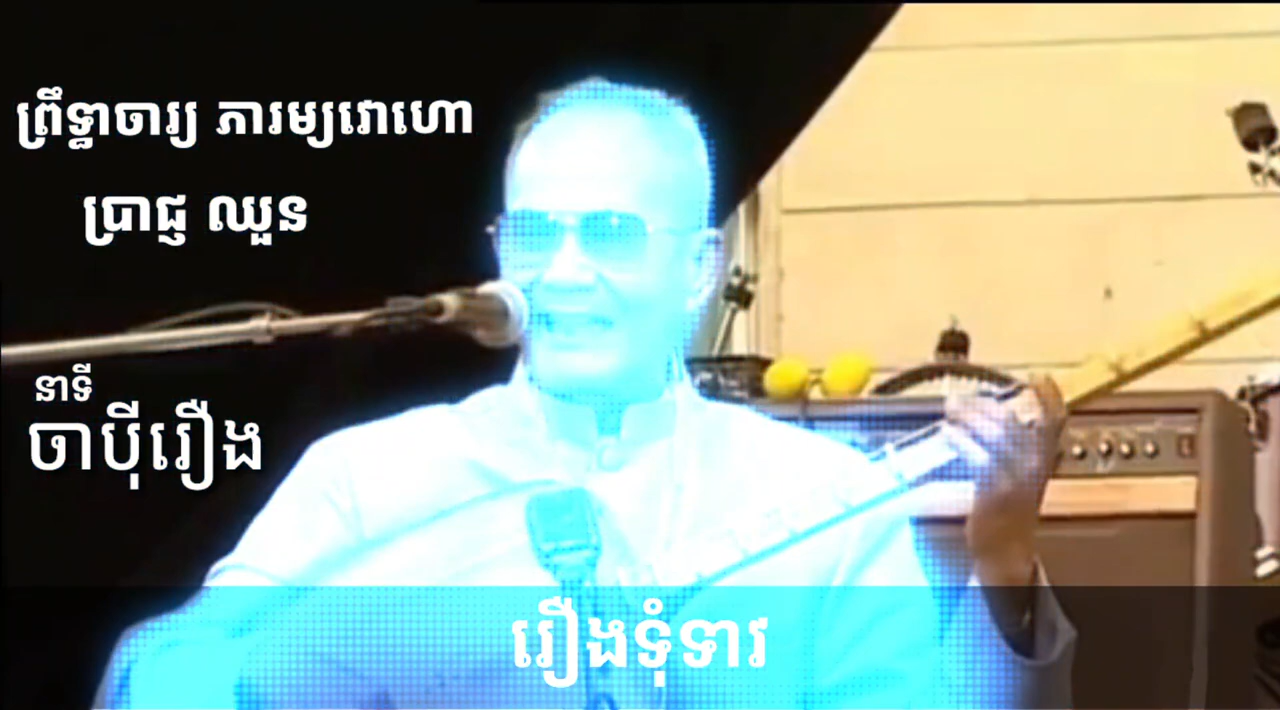 ព្រឹទ្ធាចារ្យ ភារម្យវោហោ
ប្រាជ្ញ ឈួន
នាទី
ចាប៉ីរឿង
រឿងទុំទាវ